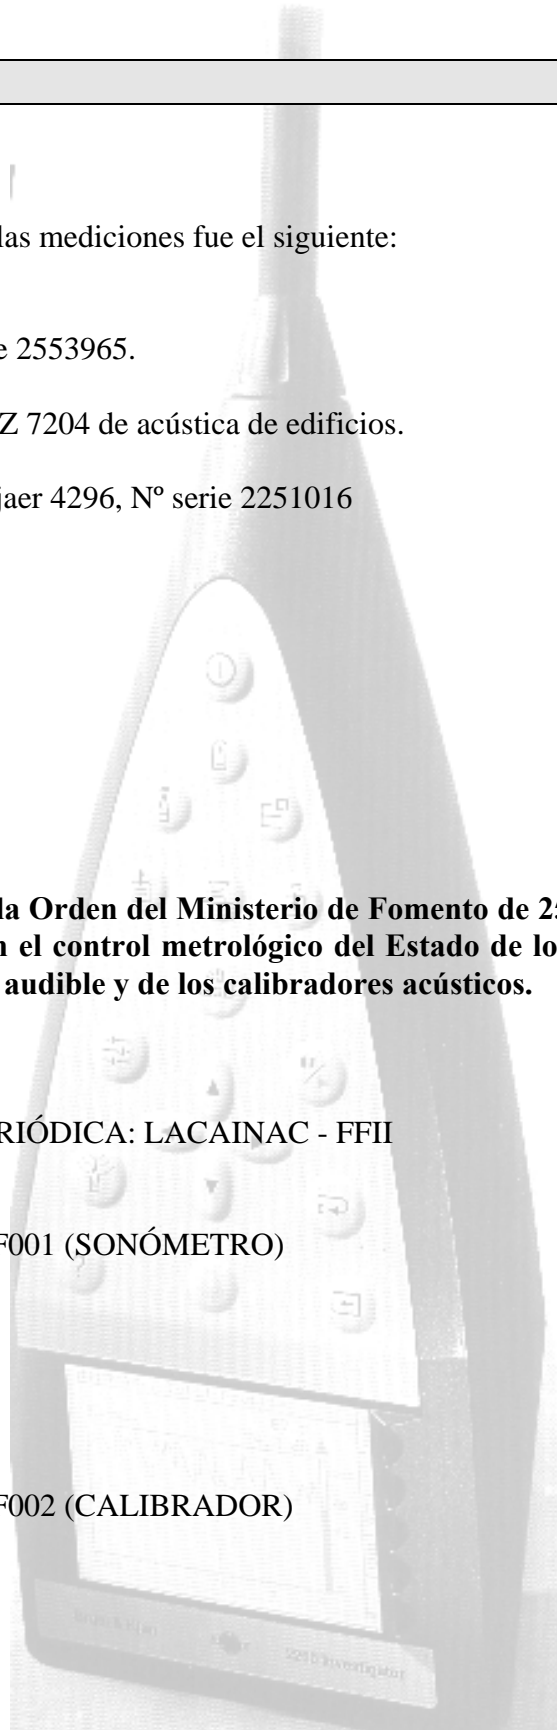 las mediciones fue el siguiente:
e 2553965.
Z 7204 de acústica de edificios.
jaer 4296, Nº serie 2251016
la Orden del Ministerio de Fomento de 25
n el control metrológico del Estado de lo
audible y de los calibradores acústicos.
RIÓDICA: LACAINAC - FFII
F001 (SONÓMETRO)
F002 (CALIBRADOR)
Investigator